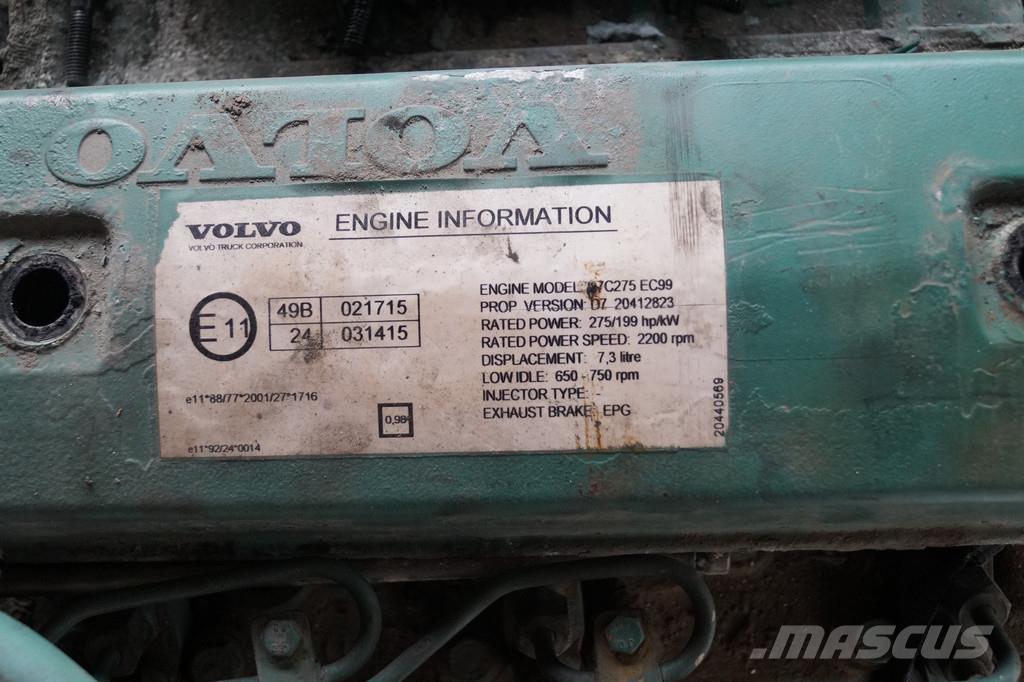 VOLVO
VOLVO
VOLVO TRUCK CORPORATION
ENGINE INFORMATION
E 11
49B 021715
24 031415
e11*88/77*2001/27*1716
0,98
e11*92/24*0014
ENGINE MODEL: D7C275 EC99
PROP VERSION: D7 20412823
RATED POWER: 275/199 hp/kW
RATED POWER SPEED: 2200 rpm
DISPLACEMENT: 7,3 litre
LOW IDLE: 650 - 750 rpm
INJECTOR TYPE: -
EXHAUST BRAKE, EPG
20440569
MASCUS